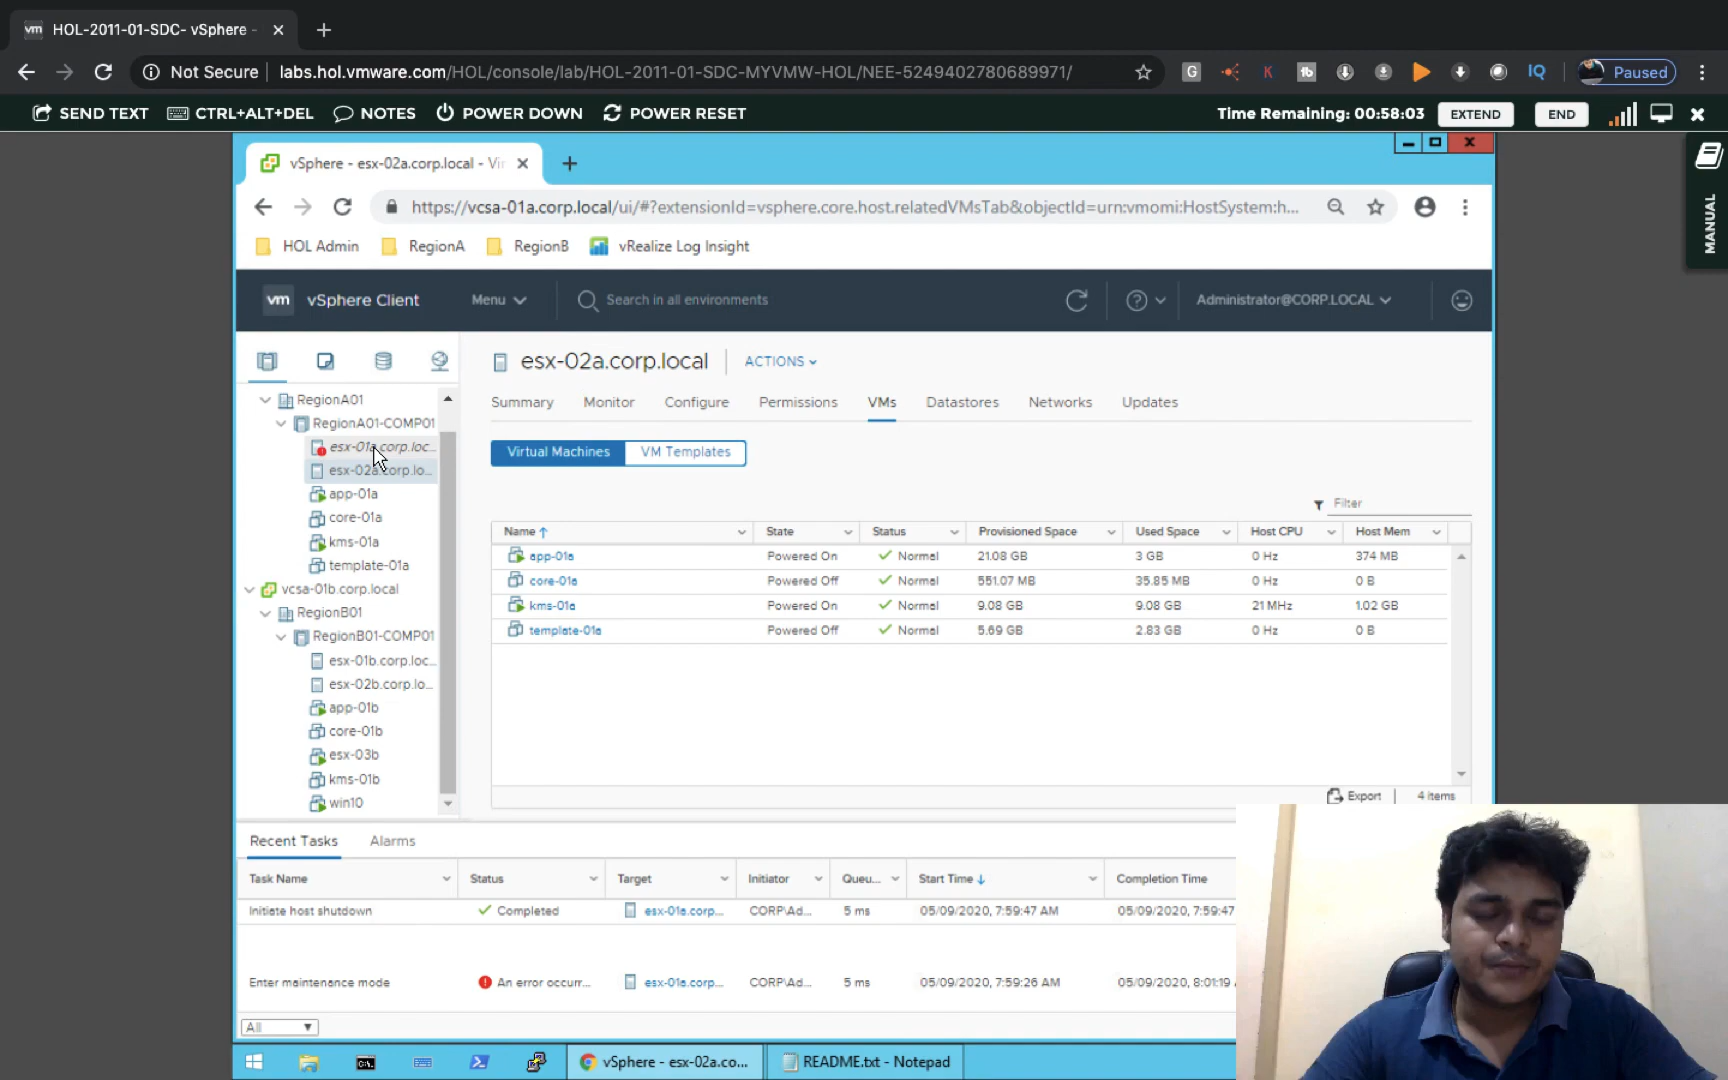 vm HOL-2011-01-SDC- vSphere -
Not Secure labs.hol.vmware.com/HOL/console/lab/HOL-2011-01-SDC-MYVMW-HOL/NEE-5249402780689971/
G K tb IQ Paused
SEND TEXT CTRL+ALT+DEL NOTES POWER DOWN POWER RESET Time Remaining: 00:58:03 EXTEND END
MANUAL
vSphere - esx-02a.corp.local - Vir
https://vcsa-01a.corp.local/ui/#?extensionId=vsphere.core.host.relatedVMsTab&objectId=urn:vmomi:HostSystem:h...
HOL Admin RegionA RegionB vRealize Log Insight
vm vSphere Client Menu Search in all environments Administrator@CORP.LOCAL
esx-02a.corp.local ACTIONS
Summary Monitor Configure Permissions VMs Datastores Networks Updates
Virtual Machines VM Templates
RegionA01
RegionA01-COMP01
esx-01a.corp.loc...
esx-02a.corp.lo...
app-01a
core-01a
kms-01a
template-01a
vcsa-01b.corp.local
RegionB01
RegionB01-COMP01
esx-01b.corp.loc...
esx-02b.corp.lo...
app-01b
core-01b
esx-03b
kms-01b
win10
Filter
Name State Status Provisioned Space Used Space Host CPU Host Mem
app-01a Powered On Normal 21.08 GB 3 GB 0 Hz 374 MB
core-01a Powered Off Normal 551.07 MB 35.85 MB 0 Hz 0 B
kms-01a Powered On Normal 9.08 GB 9.08 GB 21 MHz 1.02 GB
template-01a Powered Off Normal 5.69 GB 2.83 GB 0 Hz 0 B
Export 4 items
Recent Tasks Alarms
Task Name Status Target Initiator Queu... Start Time Completion Time
Initiate host shutdown Completed esx-01a.corp... CORP\Ad... 5 ms 05/09/2020, 7:59:47 AM 05/09/2020, 7:59:47
Enter maintenance mode An error occurr... esx-01a.corp... CORP\Ad... 5 ms 05/09/2020, 7:59:26 AM 05/09/2020, 8:01:19
All
vSphere - esx-02a.co... README.txt - Notepad